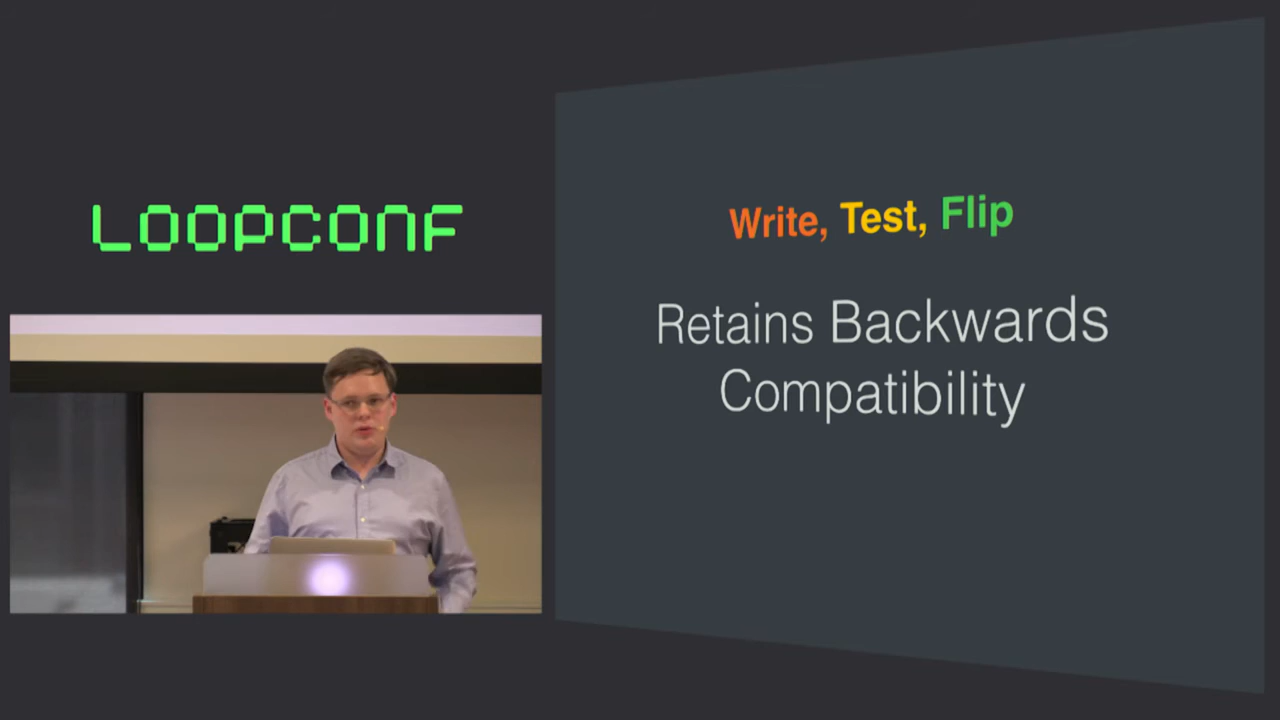 LOOPCONF
Write, Test, Flip
Retains Backwards
Compatibility